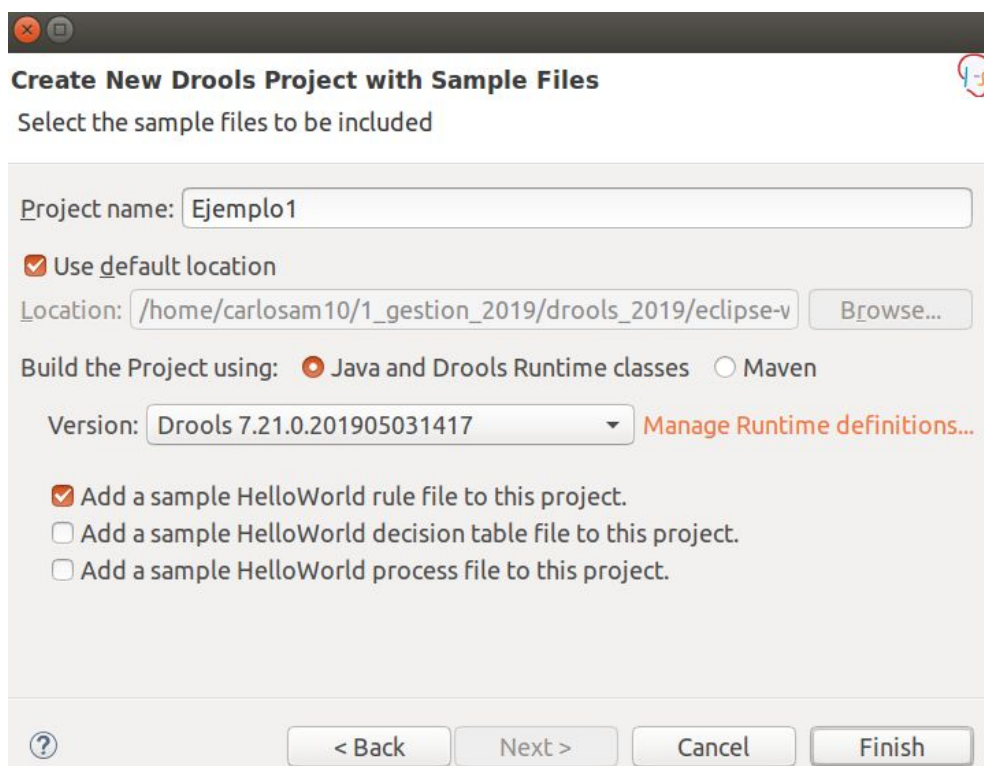 Create New Drools Project with Sample Files
Select the sample files to be included
Project name: Ejemplo1
Use default location
Location: /home/carlosam10/1_gestion_2019/drools_2019/eclipse-w Browse...
Build the Project using: Java and Drools Runtime classes Maven
Version: Drools 7.21.0.201905031417 Manage Runtime definitions...
Add a sample HelloWorld rule file to this project.
Add a sample HelloWorld decision table file to this project.
Add a sample HelloWorld process file to this project.
< Back Next > Cancel Finish